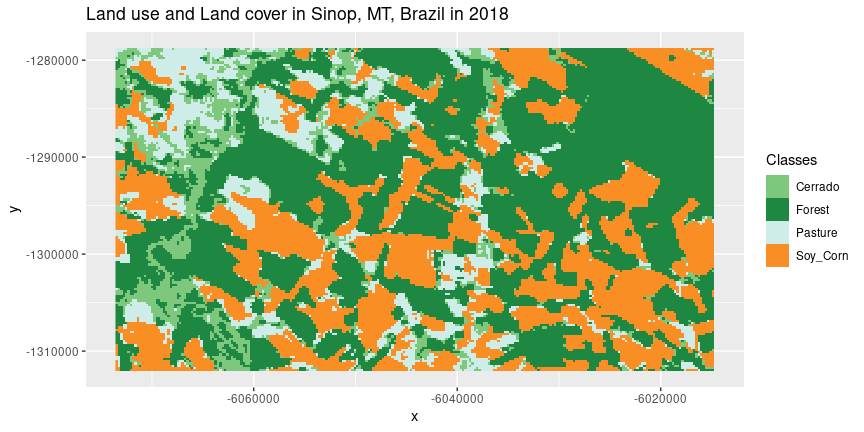 Land use and Land cover in Sinop, MT, Brazil in 2018
-1280000
-1290000
-1300000
-1310000
y
-6060000
-6040000
-6020000
x
Classes
Cerrado
Forest
Pasture
Soy_Corn